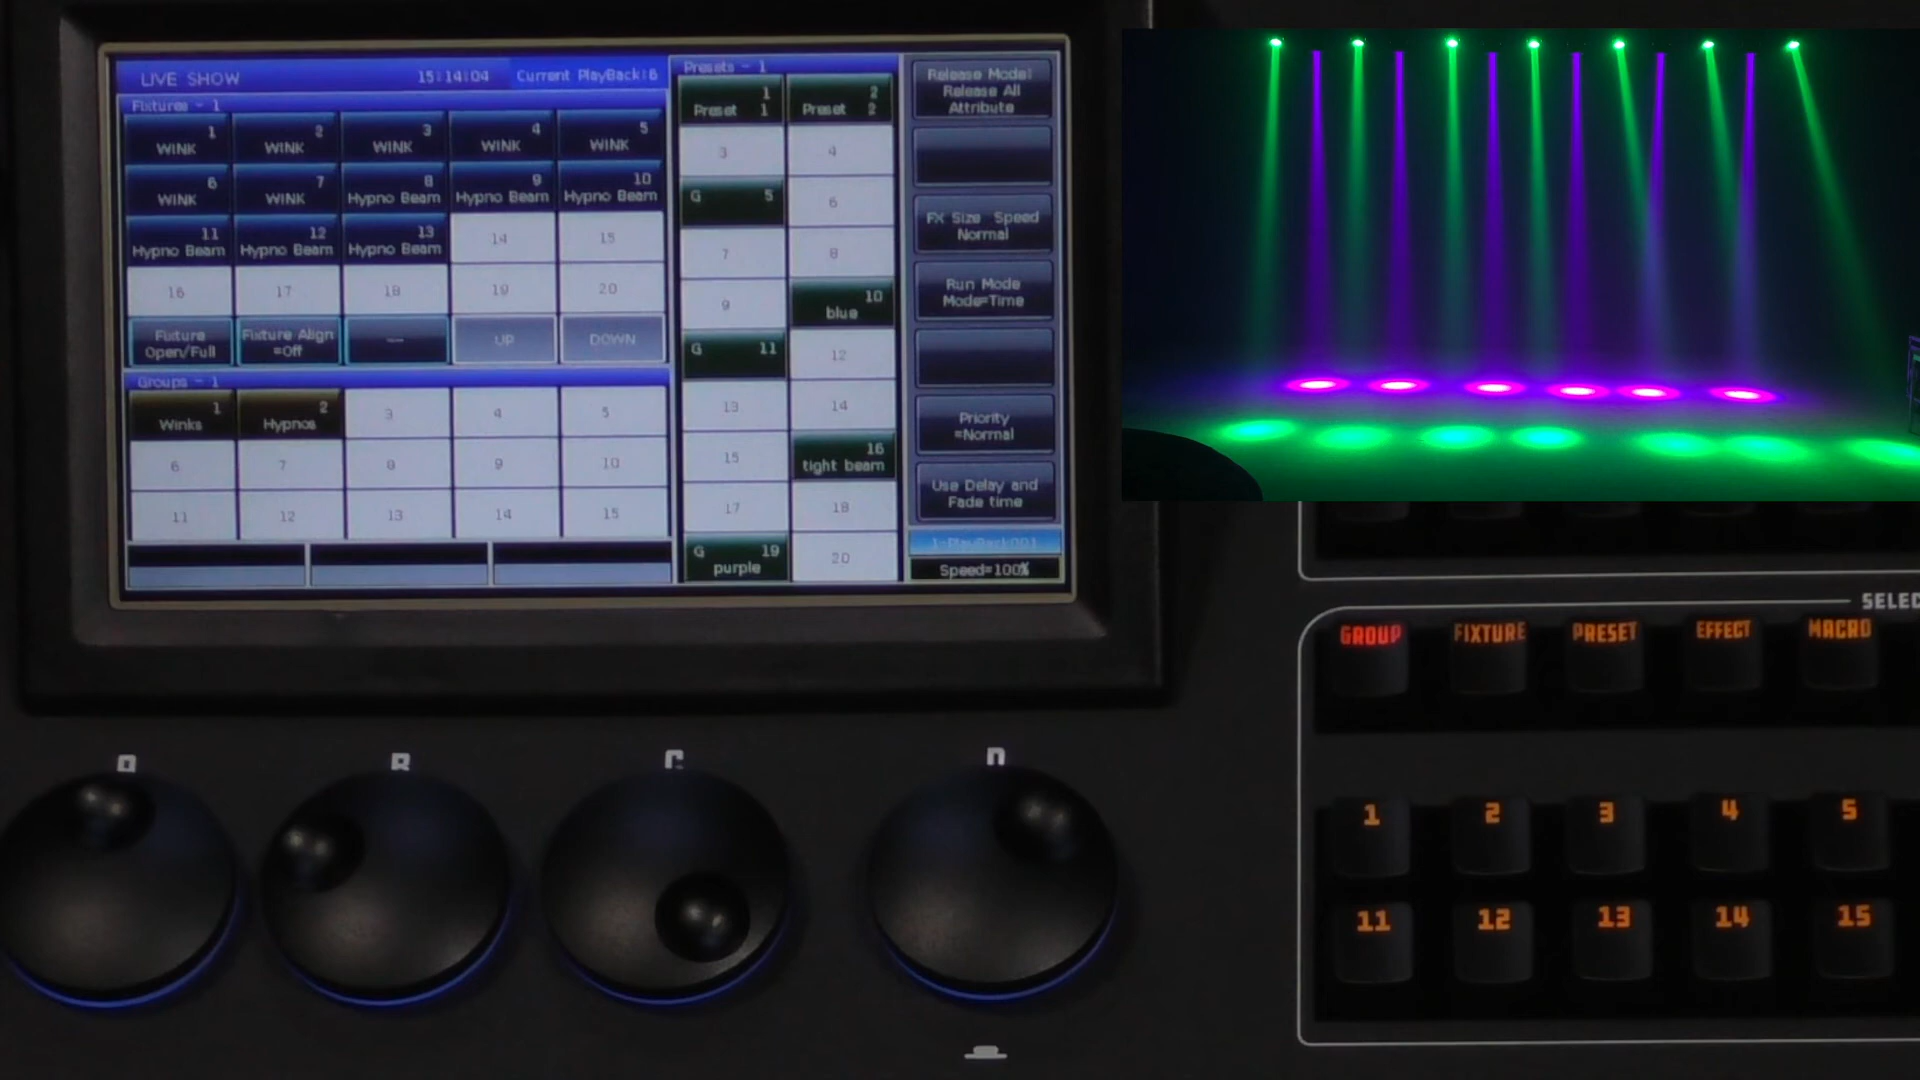 LIVE SHOW 15:14:04 Current PlayBack:6
Fixtures - 1
1 2 3 4 5
WINK WINK WINK WINK WINK
6 7 8 9 10
WINK WINK Hypno Beam Hypno Beam Hypno Beam
11 12 13 14 15
Hypno Beam Hypno Beam Hypno Beam
16 17 18 19 20
Fixture Open/Full
Fixture Align =Off
UP
DOWN
Groups - 1
1 2 3 4 5
Winks Hypnos
6 7 8 9 10
11 12 13 14 15
Presets - 1
1 2
Preset 1 Preset 2
3 4
G 5 6
7 8
9 10
blue
G 11 12
13 14
15 16
tight beam
17 18
G 19 20
purple
Release Mode:
Release All
Attribute
FX Size Speed
Normal
Run Mode
Mode=Time
Priority
=Normal
Use Delay and
Fade time
1-PlayBack001
Speed=100%
A B C D
SELEC
GROUP FIXTURE PRESET EFFECT MACRO
1 2 3 4 5
11 12 13 14 15